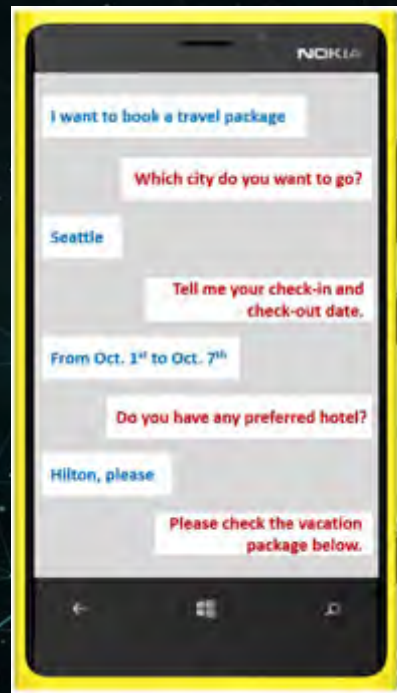 NOKIA
I want to book a travel package
Which city do you want to go?
Seattle
Tell me your check-in and
check-out date.
From Oct. 1st to Oct. 7th
Do you have any preferred hotel?
Hilton, please
Please check the vacation
package below.